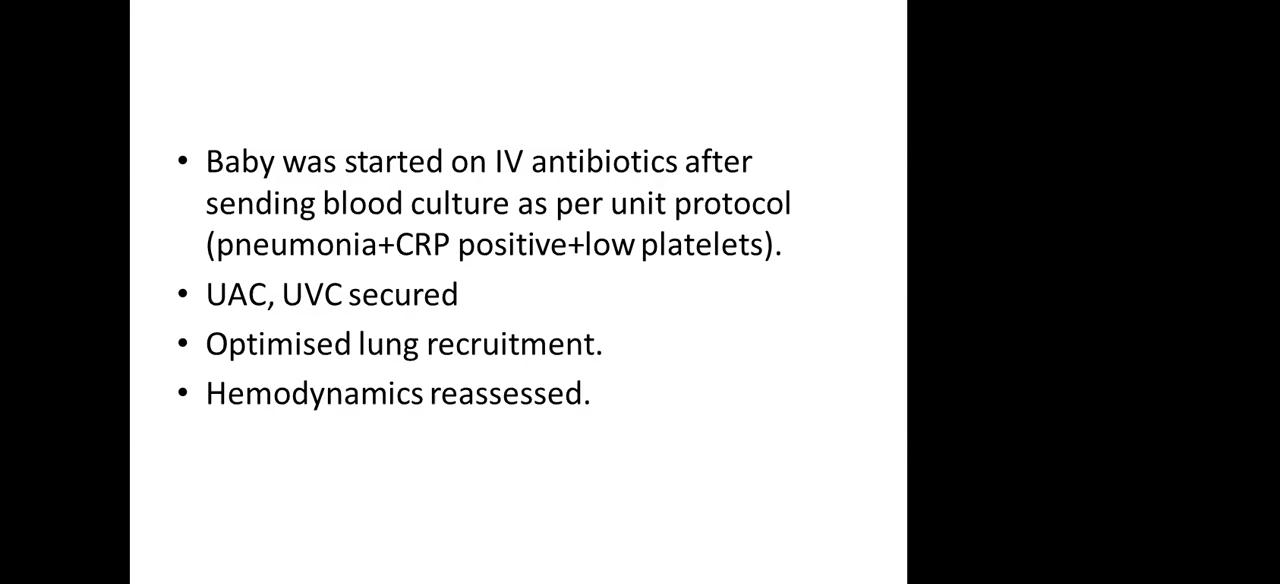 • Baby was started on IV antibiotics after
sending blood culture as per unit protocol
(pneumonia+CRP positive+low platelets).
• UAC, UVC secured
• Optimised lung recruitment.
• Hemodynamics reassessed.